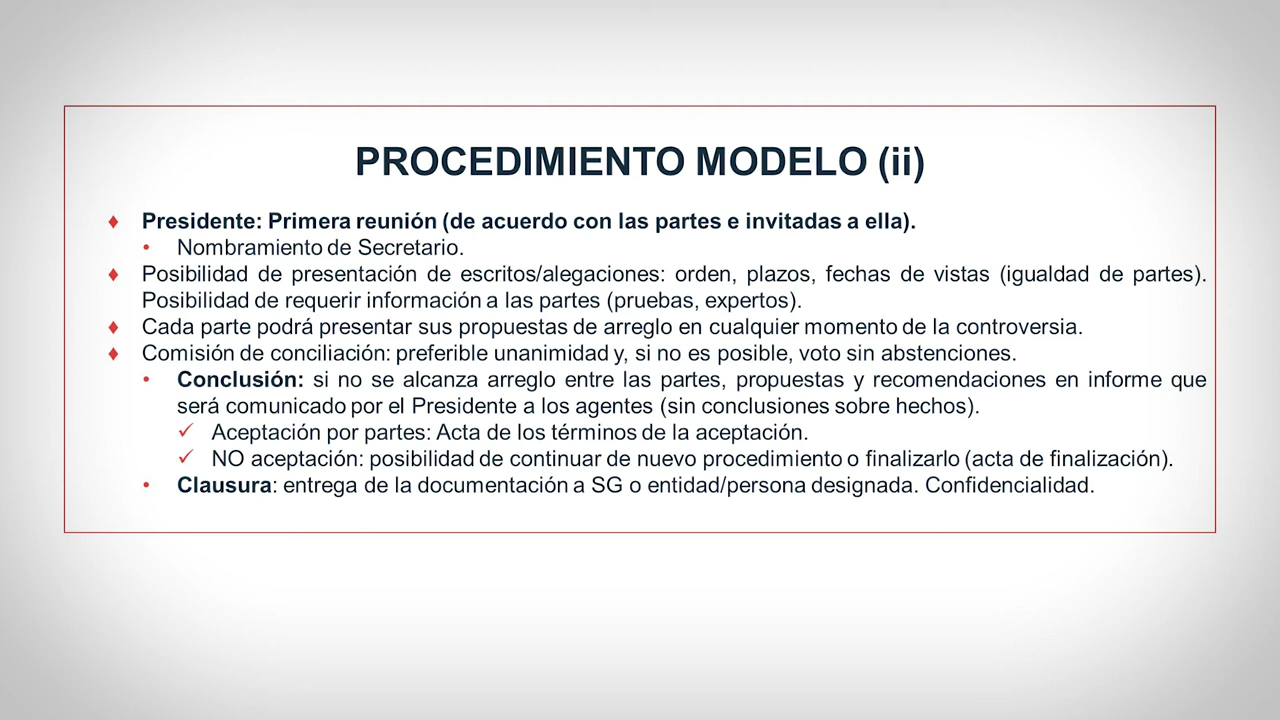 PROCEDIMIENTO MODELO (ii)
♦ Presidente: Primera reunión (de acuerdo con las partes e invitadas a ella).
• Nombramiento de Secretario.
♦ Posibilidad de presentación de escritos/alegaciones: orden, plazos, fechas de vistas (igualdad de partes).
Posibilidad de requerir información a las partes (pruebas, expertos).
♦ Cada parte podrá presentar sus propuestas de arreglo en cualquier momento de la controversia.
♦ Comisión de conciliación: preferible unanimidad y, si no es posible, voto sin abstenciones.
• Conclusión: si no se alcanza arreglo entre las partes, propuestas y recomendaciones en informe que
será comunicado por el Presidente a los agentes (sin conclusiones sobre hechos).
✓ Aceptación por partes: Acta de los términos de la aceptación.
✓ NO aceptación: posibilidad de continuar de nuevo procedimiento o finalizarlo (acta de finalización).
• Clausura: entrega de la documentación a SG o entidad/persona designada. Confidencialidad.